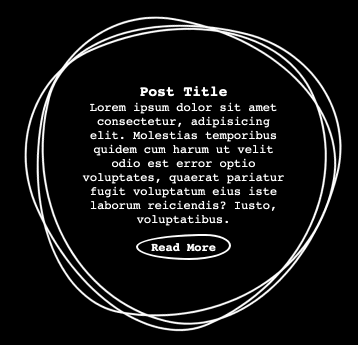 Post Title
Lorem ipsum dolor sit amet
consectetur, adipisicing
elit. Molestias temporibus
quidem cum harum ut velit
odio est error optio
voluptates, quaerat pariatur
fugit voluptatum eius iste
laborum reiciendis? Iusto,
voluptatibus.
Read More